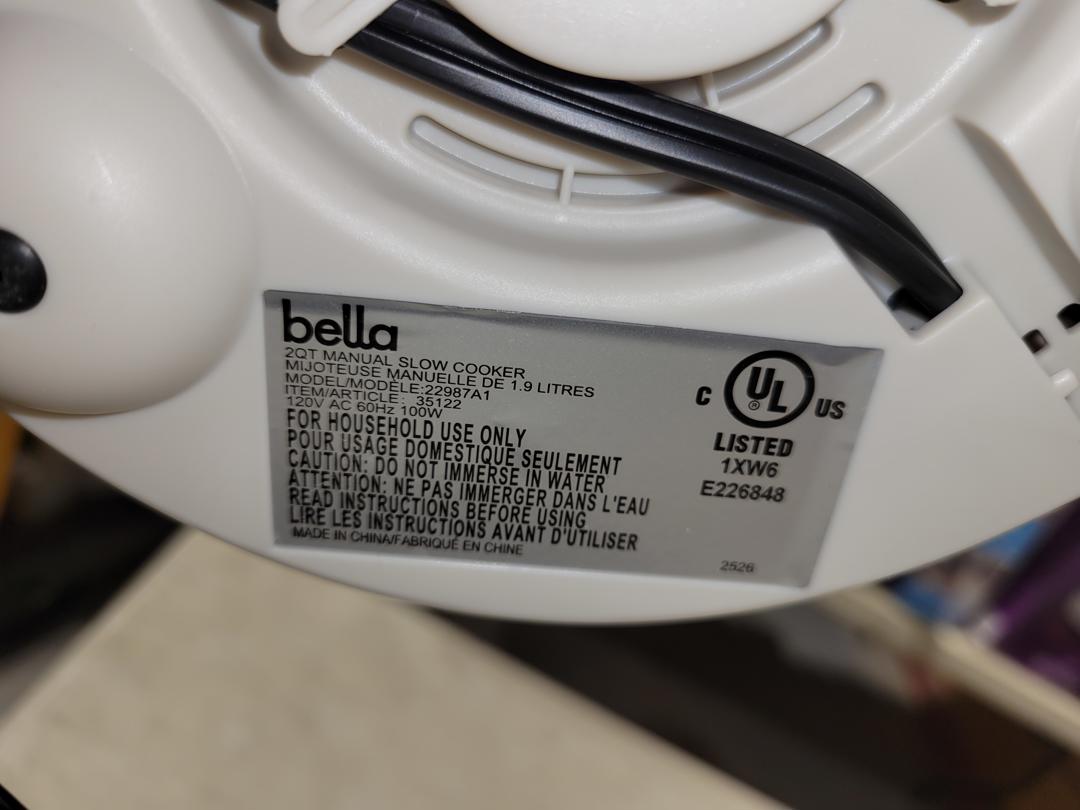 bella
2QT MANUAL SLOW COOKER
MIJOTEUSE MANUELLE DE 1.9 LITRES
MODEL/MODÈLE:22987A1
ITEM/ARTICLE: 35122
120V AC 60Hz 100W
FOR HOUSEHOLD USE ONLY
POUR USAGE DOMESTIQUE SEULEMENT
CAUTION: DO NOT IMMERSE IN WATER
ATTENTION: NE PAS IMMERGER DANS L'EAU
READ INSTRUCTIONS BEFORE USING
LIRE LES INSTRUCTIONS AVANT D'UTILISER
MADE IN CHINA/FABRIQUÉ EN CHINE
C UL ® US
LISTED
1XW6
E226848
2526